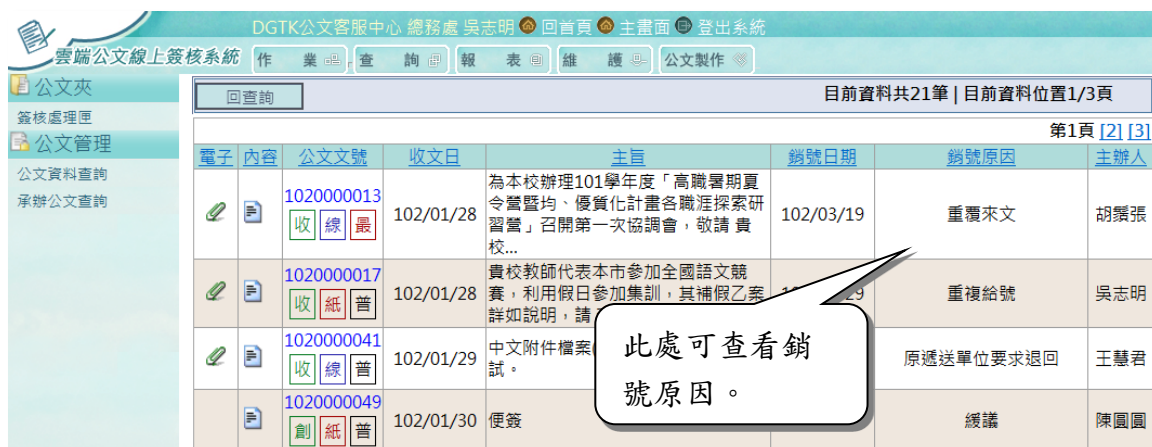 DGTK公文客服中心 總務處 吳志明 回首頁 主畫面 登出系統
雲端公文線上簽核系統
作 業 查 詢 報 表 維 護 公文製作
公文夾
簽核處理匣
公文管理
公文資料查詢
承辦公文查詢
回查詢 目前資料共21筆 | 目前資料位置1/3頁
第1頁 [2] [3]
電子 內容 公文文號 收文日 主旨 銷號日期 銷號原因 主辦人
1020000013
收 線 最
102/01/28
為本校辦理101學年度「高職暑期夏
令營暨均、優質化計畫各職涯探索研
習營」召開第一次協調會，敬請 貴
校...
102/03/19 重覆來文 胡鬚張
1020000017
收 紙 普
102/01/28
貴校教師代表本市參加全國語文競
賽，利用假日參加集訓，其補假乙案
詳如說明，請
重複給號 吳志明
1020000041
收 線 普
102/01/29
中文附件檔案
試。
原遞送單位要求退回 王慧君
1020000049
創 紙 普
102/01/30 便簽 緩議 陳圓圓
此處可查看銷
號原因。